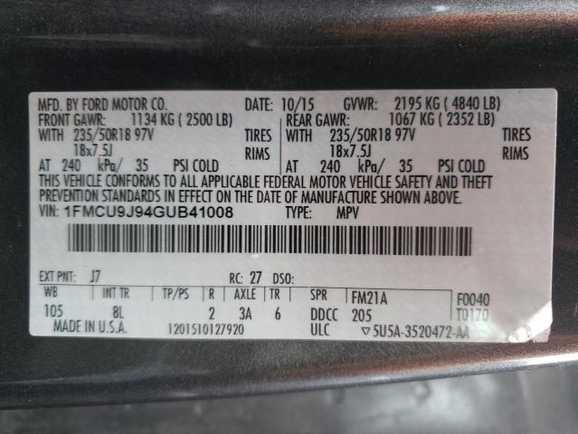 MFD. BY FORD MOTOR CO. DATE: 10/15 GVWR: 2195 KG ( 4840 LB)
FRONT GAWR: 1134 KG ( 2500 LB) REAR GAWR: 1067 KG ( 2352 LB)
WITH 235/50R18 97V TIRES WITH 235/50R18 97V TIRES
18x7.5J RIMS 18x7.5J RIMS
AT 240 kPa/ 35 PSI COLD AT 240 kPa/ 35 PSI COLD
THIS VEHICLE CONFORMS TO ALL APPLICABLE FEDERAL MOTOR VEHICLE SAFETY AND THEFT
PREVENTION STANDARDS IN EFFECT ON THE DATE OF MANUFACTURE SHOWN ABOVE.
VIN: 1FMCU9J94GUB41008 TYPE: MPV
EXT PNT: J7 RC: 27 DSO:
WB INT TR TP/PS R AXLE TR SPR FM21A F0040
105 8L 2 3A 6 DDCC 205 T0170
MADE IN U.S.A. 1201510127920 ULC ▽5U5A-3520472-AA